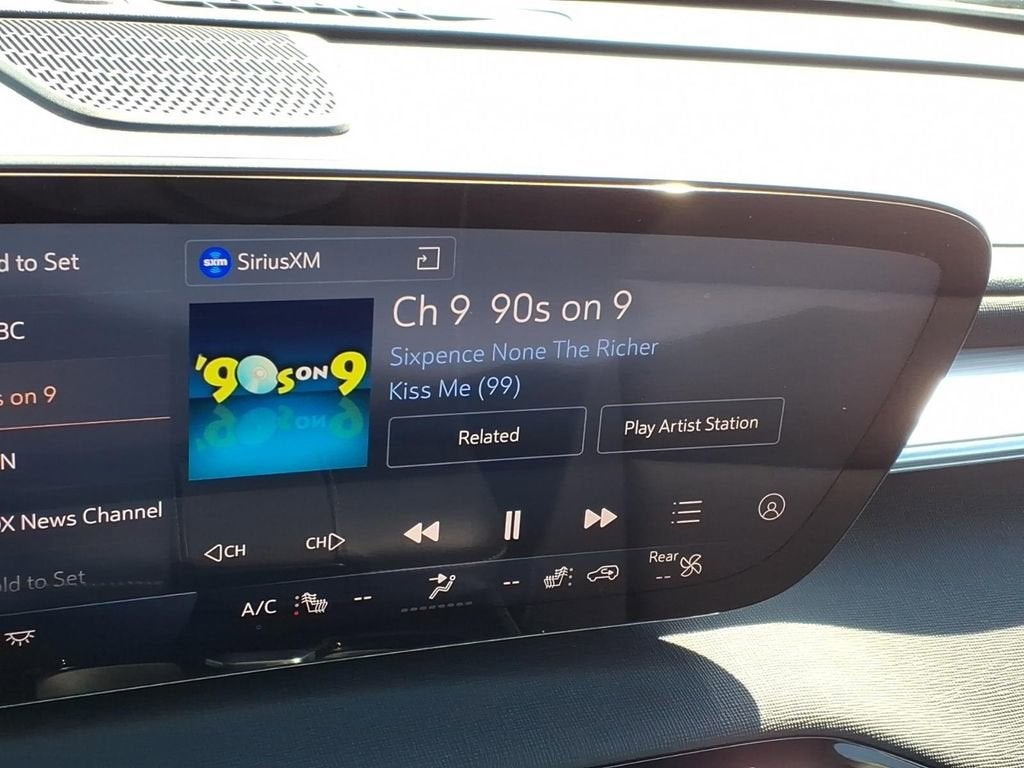 d to Set
BC
s on 9
N
X News Channel
ld to Set
sxm SiriusXM
'90s ON 9
Ch 9 90s on 9
Sixpence None The Richer
Kiss Me (99)
Related
Play Artist Station
CH
CH
A/C
--
--
Rear
--